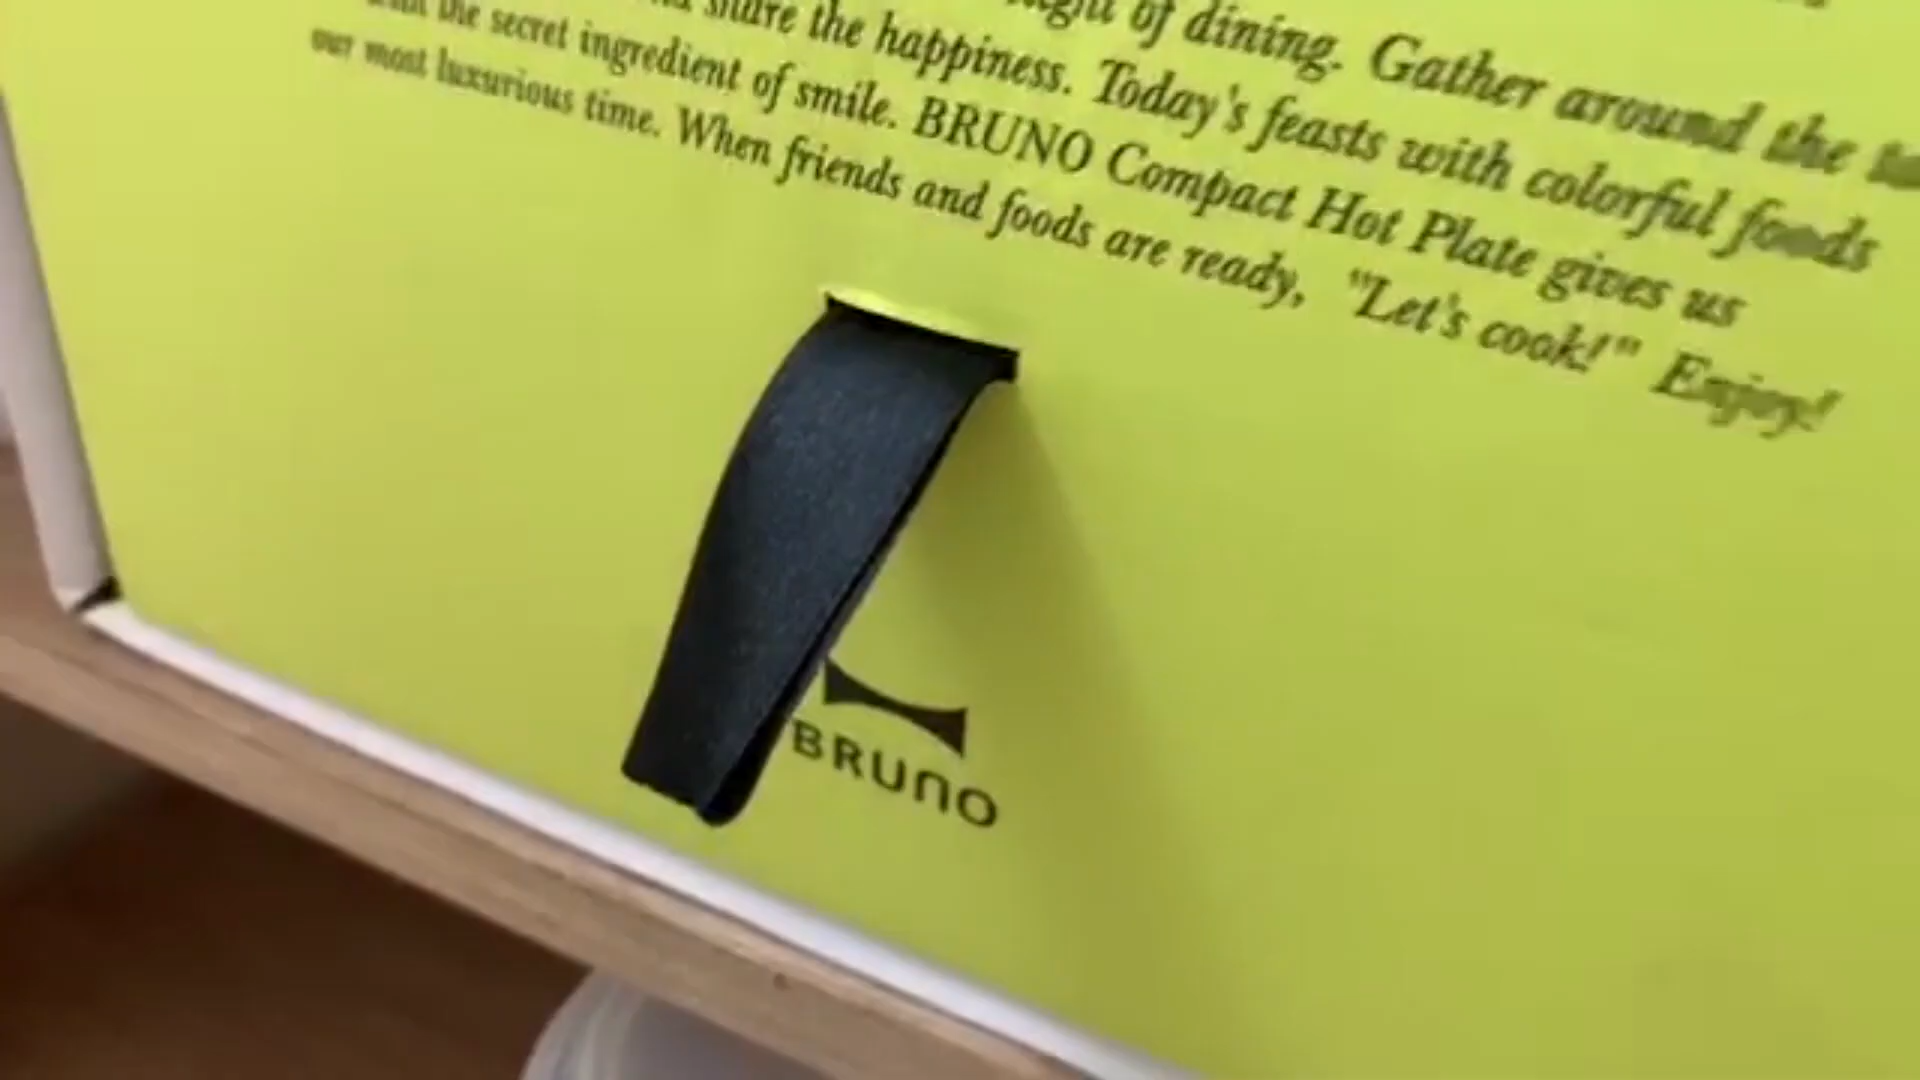 of dining. Gather around the
share the happiness. Today's feasts with colorful foods
the secret ingredient of smile. BRUNO Compact Hot Plate gives us
our most luxurious time. When friends and foods are ready, "Let's cook!" Enjoy!
BRUNO